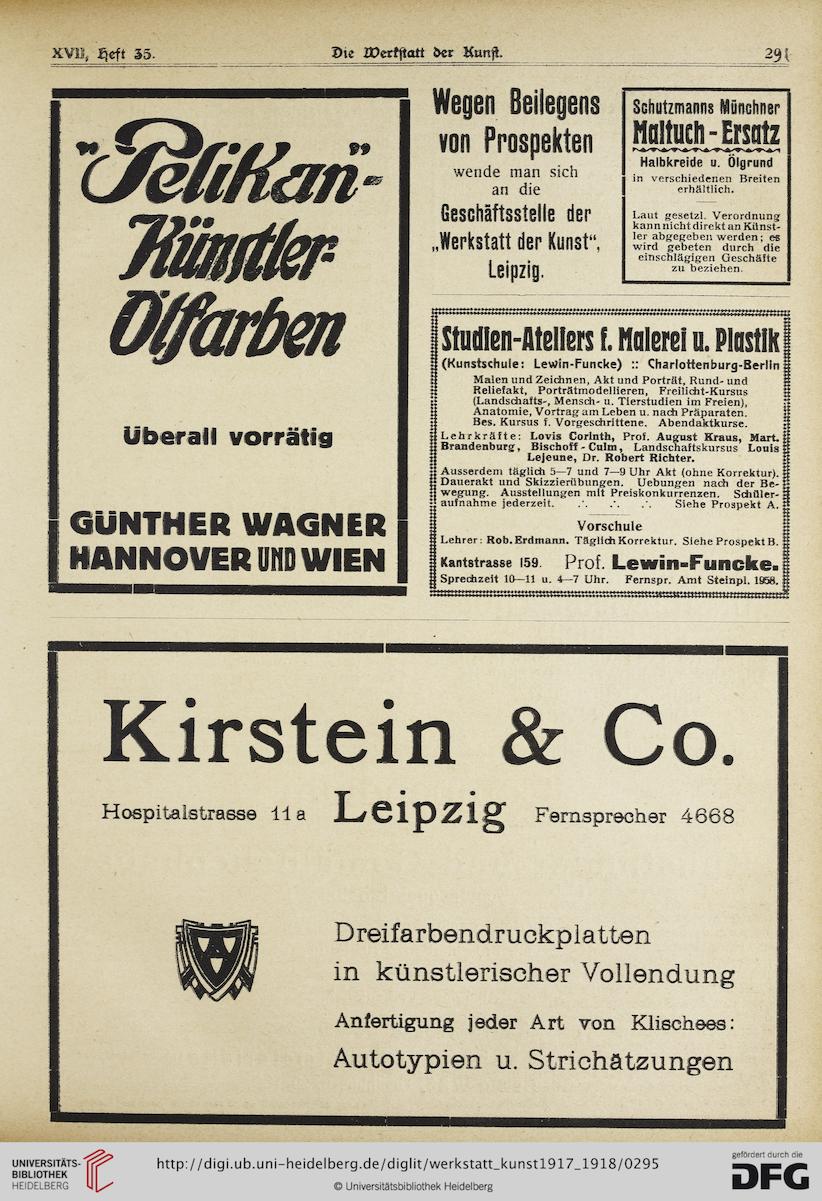 XVII, Heft 35.
Die Werkstatt der Kunst.
291
"Pelikan"-
Künstler-
Ölfarben
Überall vorrätig
GÜNTHER WAGNER
HANNOVER UND WIEN
Wegen Beilegens
von Prospekten
wende man sich
an die
Geschäftsstelle der
„Werkstatt der Kunst“,
Leipzig.
Schutzmanns Münchner
Maltuch-Ersatz
Halbkreide u. Ölgrund
in verschiedenen Breiten
erhältlich.
Laut gesetzl. Verordnung
kann nicht direkt an Künst-
ler abgegeben werden; es
wird gebeten durch die
einschlägigen Geschäfte
zu beziehen.
Studien-Ateliers f. Malerei u. Plastik
(Kunstschule: Lewin-Funcke) :: Charlottenburg-Berlin
Malen und Zeichnen, Akt und Porträt, Rund- und
Reliefakt, Porträtmodellieren, Freilicht-Kursus
(Landschafts-, Mensch- u. Tierstudien im Freien),
Anatomie, Vortrag am Leben u. nach Präparaten.
Bes. Kursus f. Vorgeschrittene. Abendaktkurse.
Lehrkräfte: Lovis Corinth, Prof. August Kraus, Mart.
Brandenburg, Bischoff-Culm, Landschaftskursus Louis
Lejeune, Dr. Robert Richter.
Ausserdem täglich 5—7 und 7—9 Uhr Akt (ohne Korrektur).
Dauerakt und Skizzierübungen. Uebungen nach der Be-
wegung. Ausstellungen mit Preiskonkurrenzen. Schüler-
aufnahme jederzeit. .·. .·. .·. Siehe Prospekt A.
Vorschule
Lehrer: Rob. Erdmann. Täglich Korrektur. Siehe Prospekt B.
Kantstrasse 159. Prof. Lewin-Funcke.
Sprechzeit 10—11 u. 4—7 Uhr. Fernspr. Amt Steinpl. 1958.
Kirstein & Co.
Hospitalstrasse 11a Leipzig Fernsprecher 4668
Dreifarbendruckplatten
in künstlerischer Vollendung
Anfertigung jeder Art von Klischees:
Autotypien u. Strichätzungen
UNIVERSITÄTS-
BIBLIOTHEK
HEIDELBERG
http://digi.ub.uni-heidelberg.de/diglit/werkstatt_kunst1917_1918/0295
© Universitätsbibliothek Heidelberg
gefördert durch die
DFG